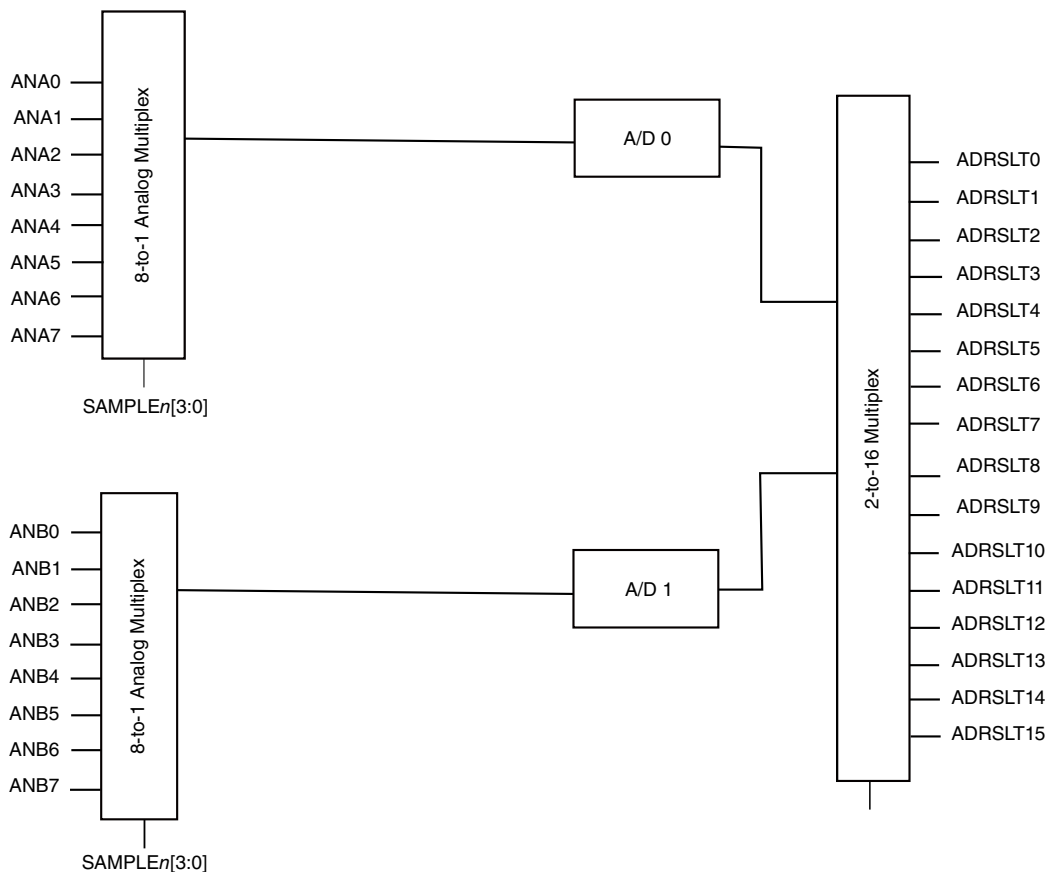 ANA0
ANA1
ANA2
ANA3
ANA4
ANA5
ANA6
ANA7
8-to-1 Analog Multiplex
SAMPLEn[3:0]
A/D 0
ANB0
ANB1
ANB2
ANB3
ANB4
ANB5
ANB6
ANB7
8-to-1 Analog Multiplex
SAMPLEn[3:0]
A/D 1
2-to-16 Multiplex
ADRSLT0
ADRSLT1
ADRSLT2
ADRSLT3
ADRSLT4
ADRSLT5
ADRSLT6
ADRSLT7
ADRSLT8
ADRSLT9
ADRSLT10
ADRSLT11
ADRSLT12
ADRSLT13
ADRSLT14
ADRSLT15